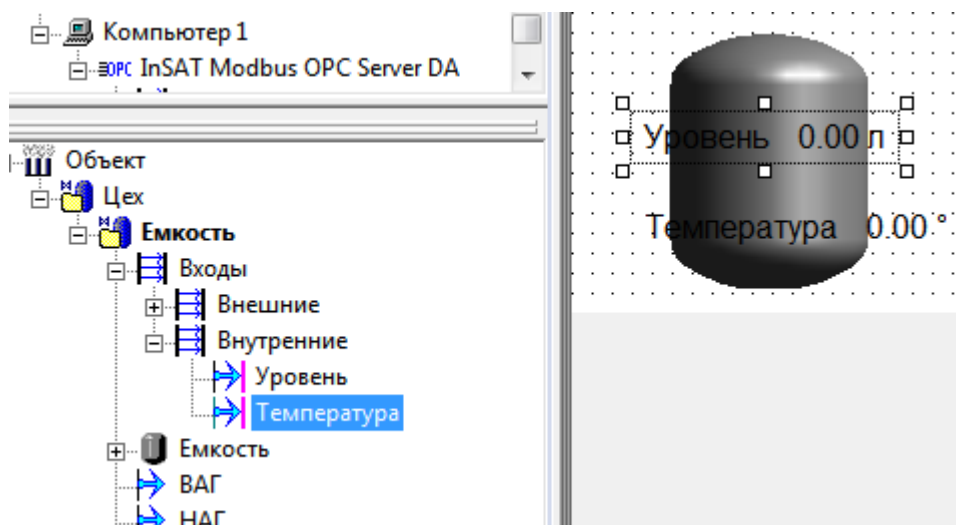 Компьютер 1
OPC InSAT Modbus OPC Server DA
Объект
Цех
Емкость
Входы
Внешние
Внутренние
Уровень
Температура
Емкость
ВАГ
НАГ
Уровень 0.00 л
Температура 0.00 °